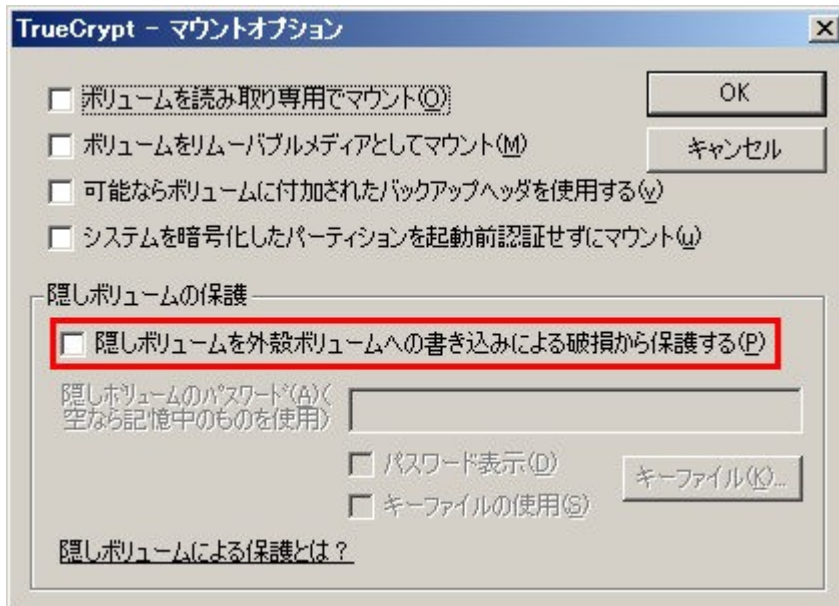 TrueCrypt - マウントオプション
ボリュームを読み取り専用でマウント(O)
OK
ボリュームをリムーバブルメディアとしてマウント(M)
キャンセル
可能ならボリュームに付加されたバックアップヘッダを使用する(v)
システムを暗号化したパーティションを起動前認証せずにマウント(u)
隠しボリュームの保護
隠しボリュームを外殻ボリュームへの書き込みによる破損から保護する(P)
隠しボリュームのパスワード(A)(
空なら記憶中のものを使用)
パスワード表示(D)
キーファイル(K)...
キーファイルの使用(S)
隠しボリュームによる保護とは?